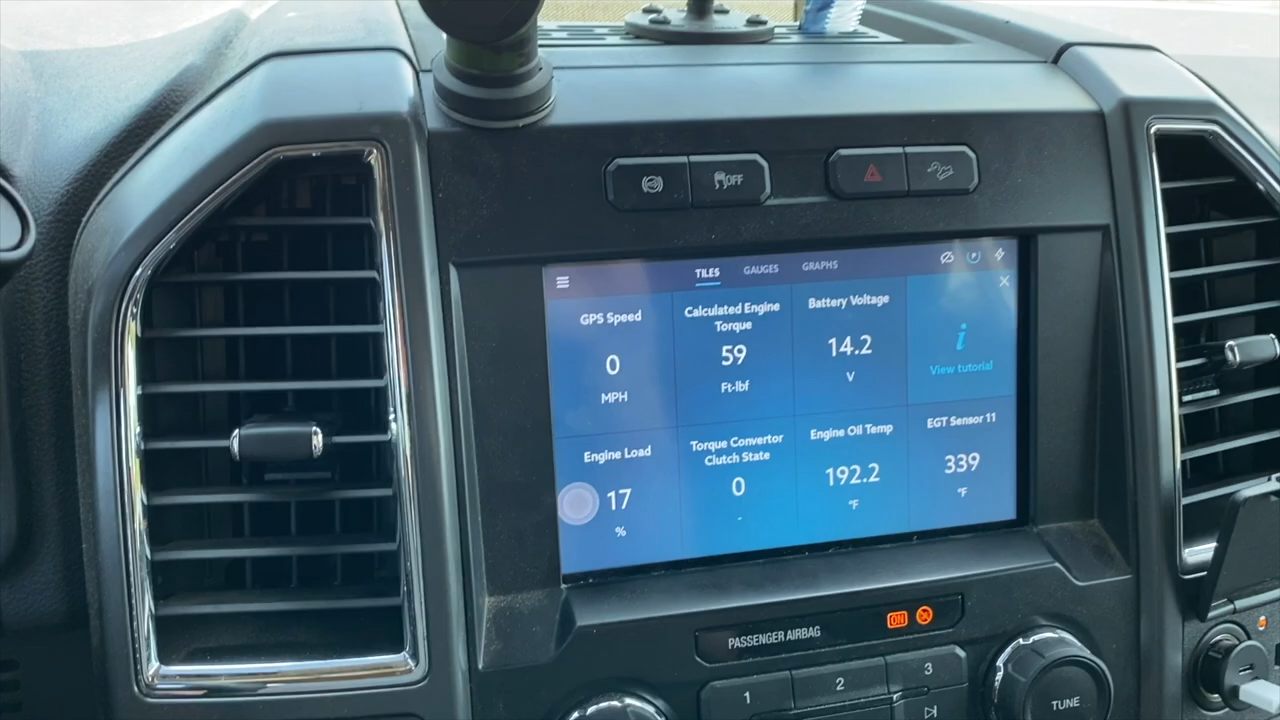 OFF
TILES GAUGES GRAPHS
GPS Speed
0
MPH
Calculated Engine
Torque
59
Ft-lbf
Battery Voltage
14.2
V
i
View tutorial
Engine Load
17
%
Torque Convertor
Clutch State
0
-
Engine Oil Temp
192.2
°F
EGT Sensor 11
339
°F
PASSENGER AIRBAG ON
1 2 3
TUNE